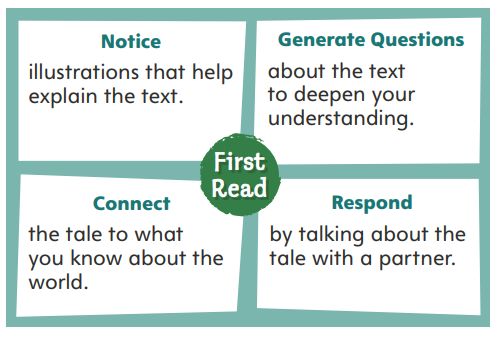 Notice
illustrations that help
explain the text.
Generate Questions
about the text
to deepen your
understanding.
First
Read
Connect
the tale to what
you know about the
world.
Respond
by talking about the
tale with a partner.